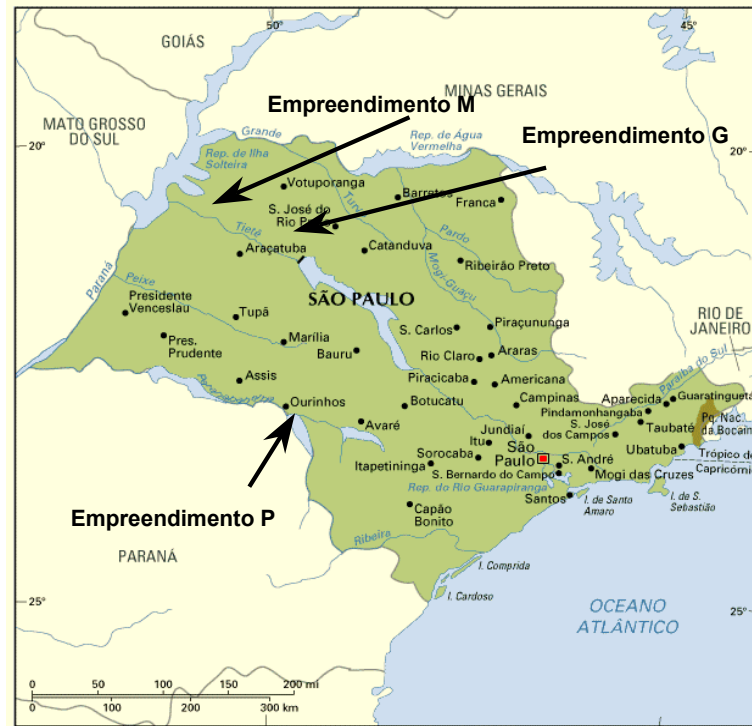 50°
45°
GOIÁS
MINAS GERAIS
Empreendimento M
MATO GROSSO
DO SUL
Empreendimento G
20°
20°
Grande
Rep. de Água
Vermelha
Rep. de Ilha
Solteira
Votuporanga
Turvo
Barretos
Franca
S. José do
Rio
Tietê
Catanduva
Pardo
Araçatuba
Mogi-Guaçu
Ribeirão Preto
Paraná
Peixe
SÃO PAULO
Presidente
Venceslau
Tupã
RIO DE
JANEIRO
S. Carlos
Piraçununga
Pres.
Prudente
Marília
Bauru
Rio Claro
Araras
Paraíba do Sul
Assis
Piracicaba
Americana
Paranapanema
Ourinhos
Botucatu
Campinas
Aparecida
Guaratinguetá
Pindamonhangaba
Pq. Nac.
da Bocain
Avaré
Jundiaí
S. José
dos Campos
Taubaté
Itu
São
Paulo
Ubatuba
Sorocaba
S. André
Trópico de
Capricórnio
Itapetininga
S. Bernardo do Campo
Mogi das Cruzes
Rep. do Rio Guarapiranga
Santos
I. de Santo
Amaro
I. de S.
Sebastião
Empreendimento P
Capão
Bonito
Ribeira
PARANÁ
I. Comprida
I. Cardoso
25°
25°
OCEANO
ATLÂNTICO
0 50 100 150 200 mi
0 100 200 300 km